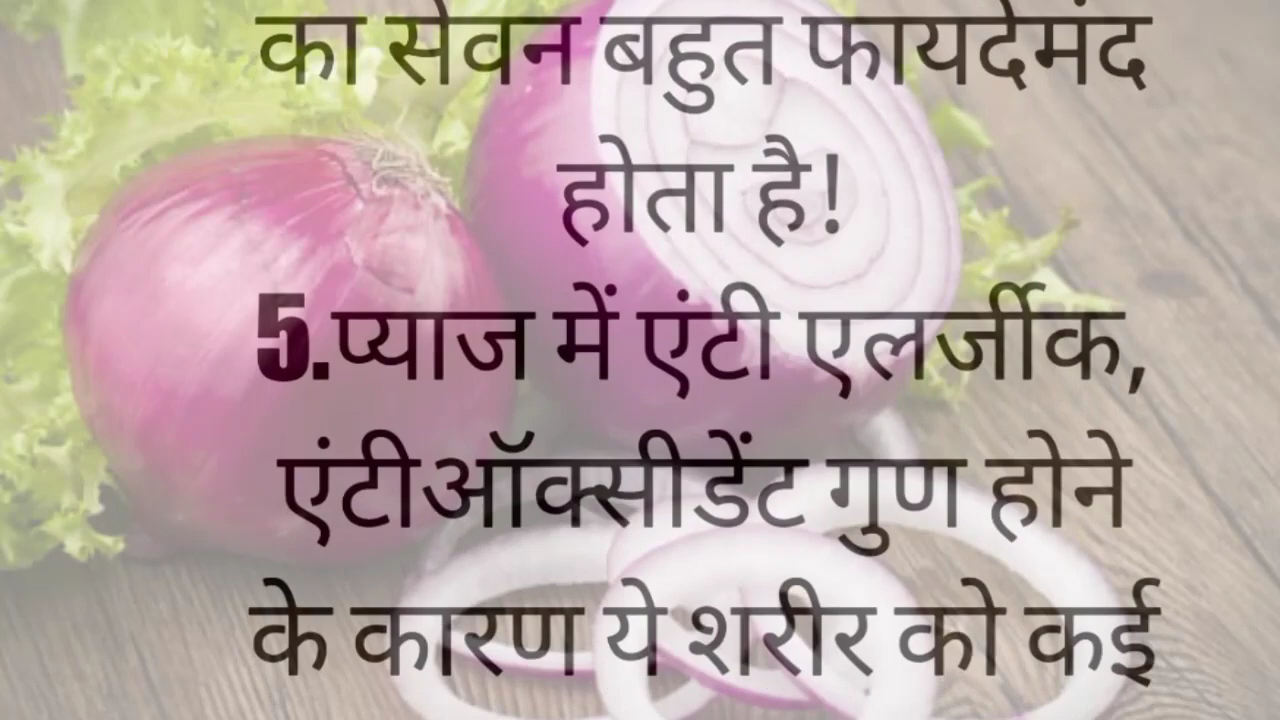 का सेवन बहुत फायदेमंद
होता है!
5.प्याज में एंटी एलर्जीक,
एंटीऑक्सीडेंट गुण होने
के कारण ये शरीर को कई